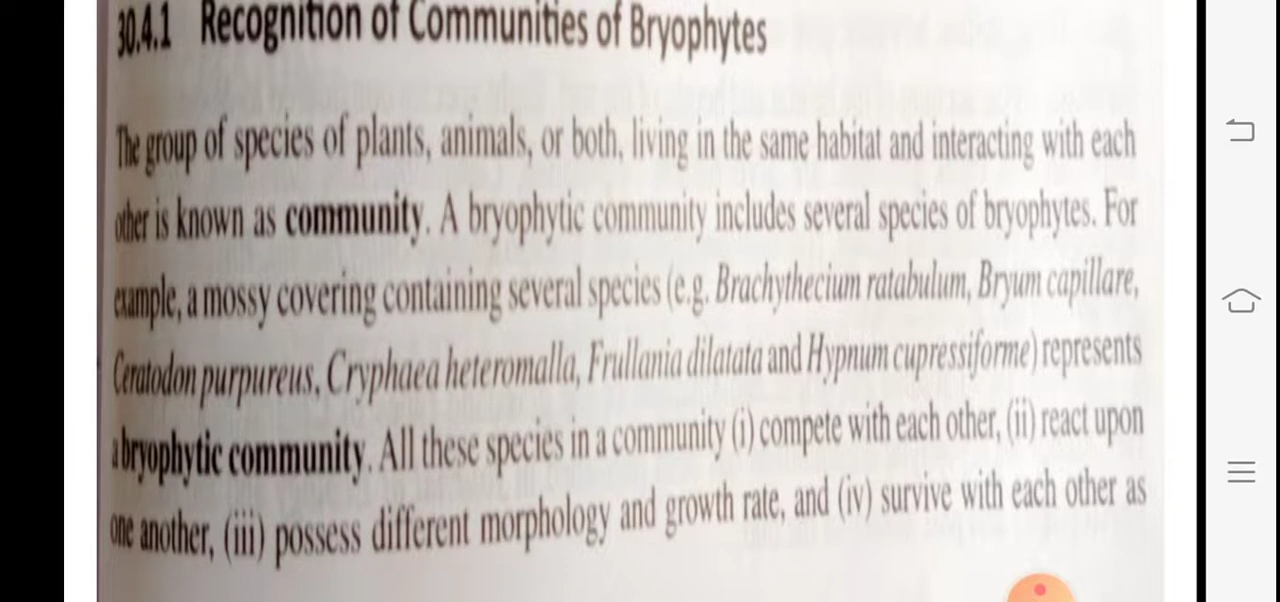 30.4.1 Recognition of Communities of Bryophytes
The group of species of plants, animals, or both, living in the same habitat and interacting with each
other is known as community. A bryophytic community includes several species of bryophytes. For
example, a mossy covering containing several species (e.g. Brachythecium ratabulum, Bryum capillare,
Ceratodon purpureus, Cryphaea heteromalla, Frullania dilatata and Hypnum cupressiforme) represents
a bryophytic community. All these species in a community (i) compete with each other, (ii) react upon
one another, (iii) possess different morphology and growth rate, and (iv) survive with each other as